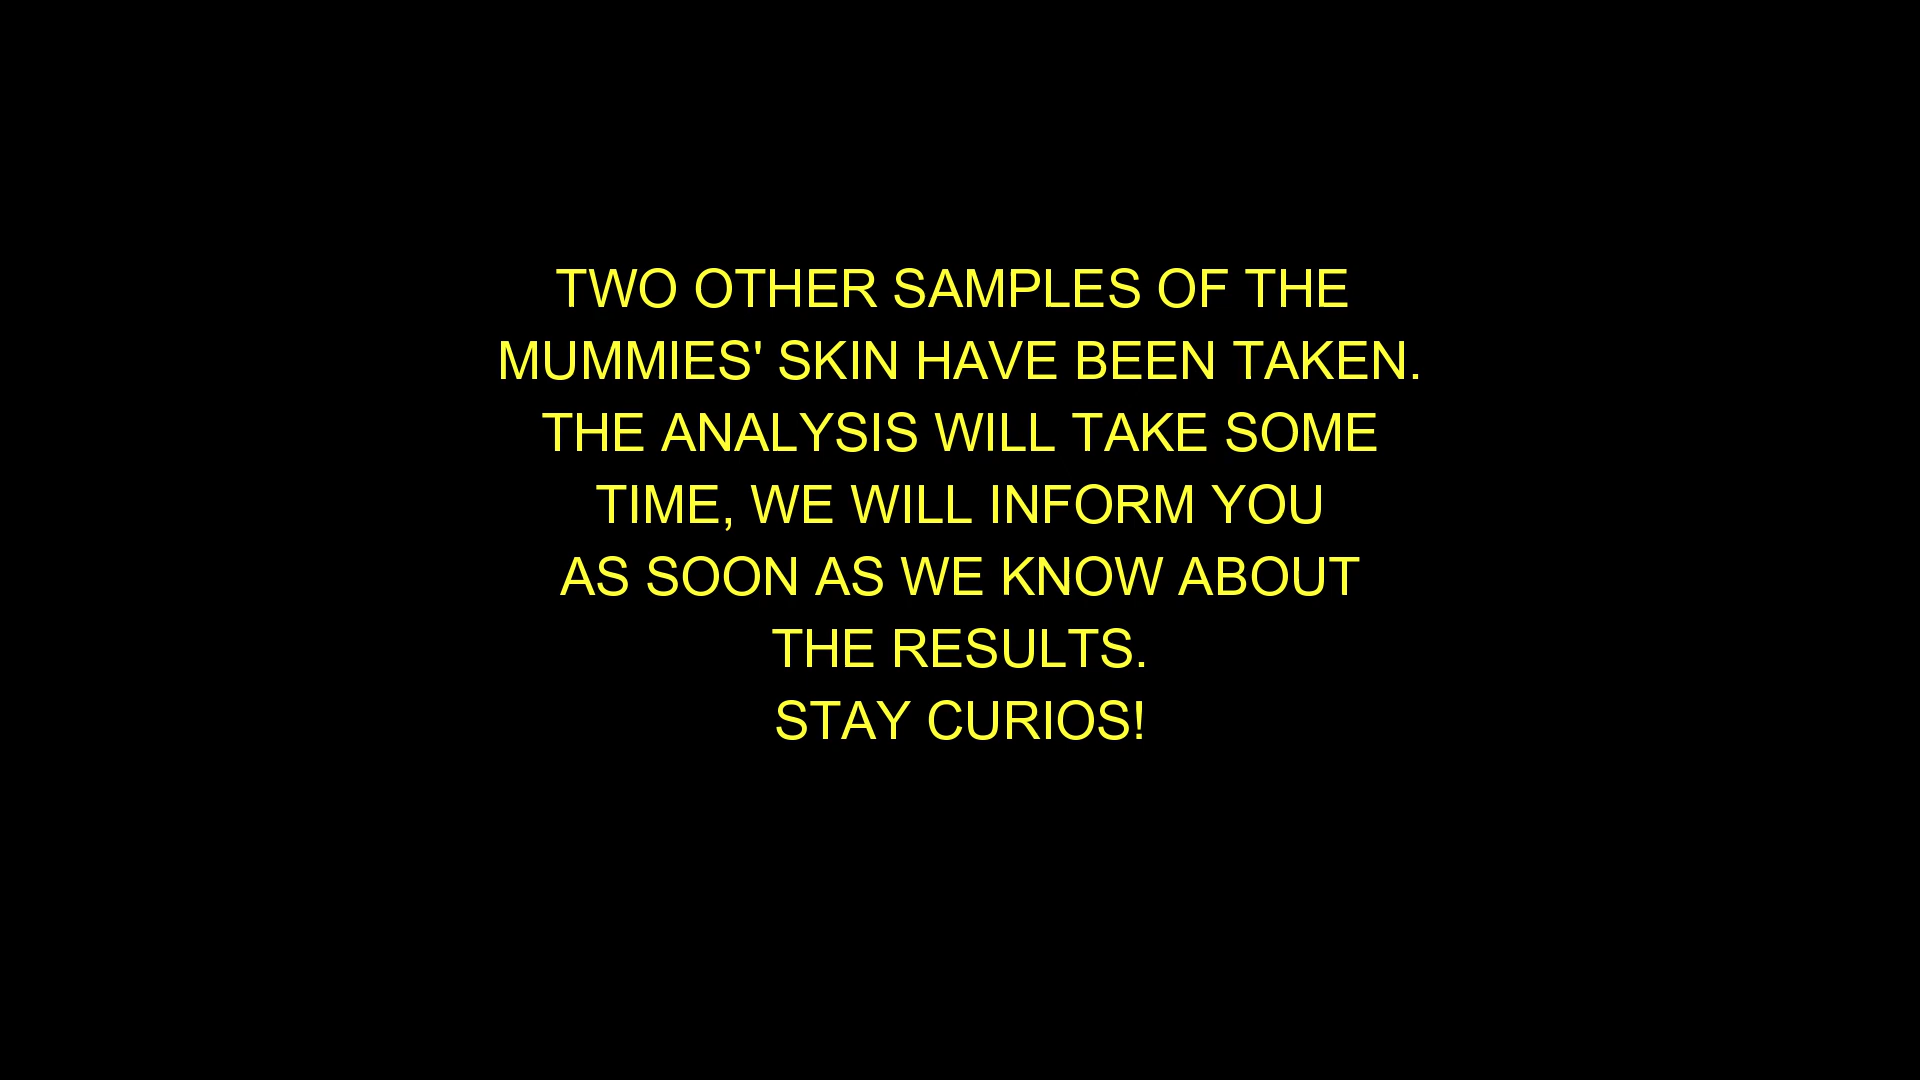 TWO OTHER SAMPLES OF THE
MUMMIES' SKIN HAVE BEEN TAKEN.
THE ANALYSIS WILL TAKE SOME
TIME, WE WILL INFORM YOU
AS SOON AS WE KNOW ABOUT
THE RESULTS.
STAY CURIOS!